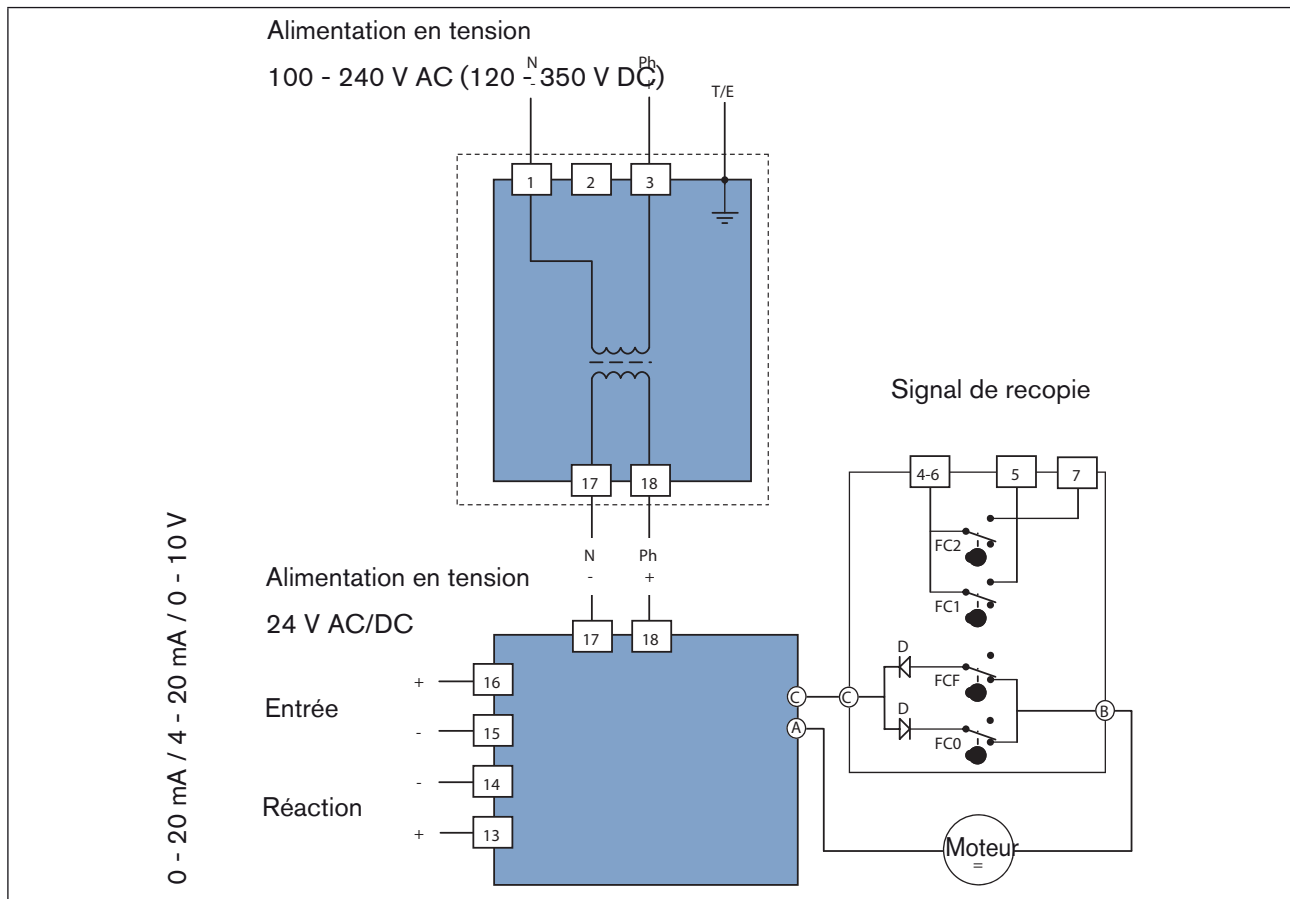 Alimentation en tension
100 - 240 V AC (120 - 350 V DC)
N
-
Ph
+
T/E
1
2
3
17
18
N
-
Ph
+
Alimentation en tension
24 V AC/DC
17
18
0 - 20 mA / 4 - 20 mA / 0 - 10 V
Entrée
+
16
-
15
Réaction
-
14
+
13
C
A
Signal de recopie
4-6
5
7
FC2
FC1
C
D
FCF
D
FC0
B
Moteur
=